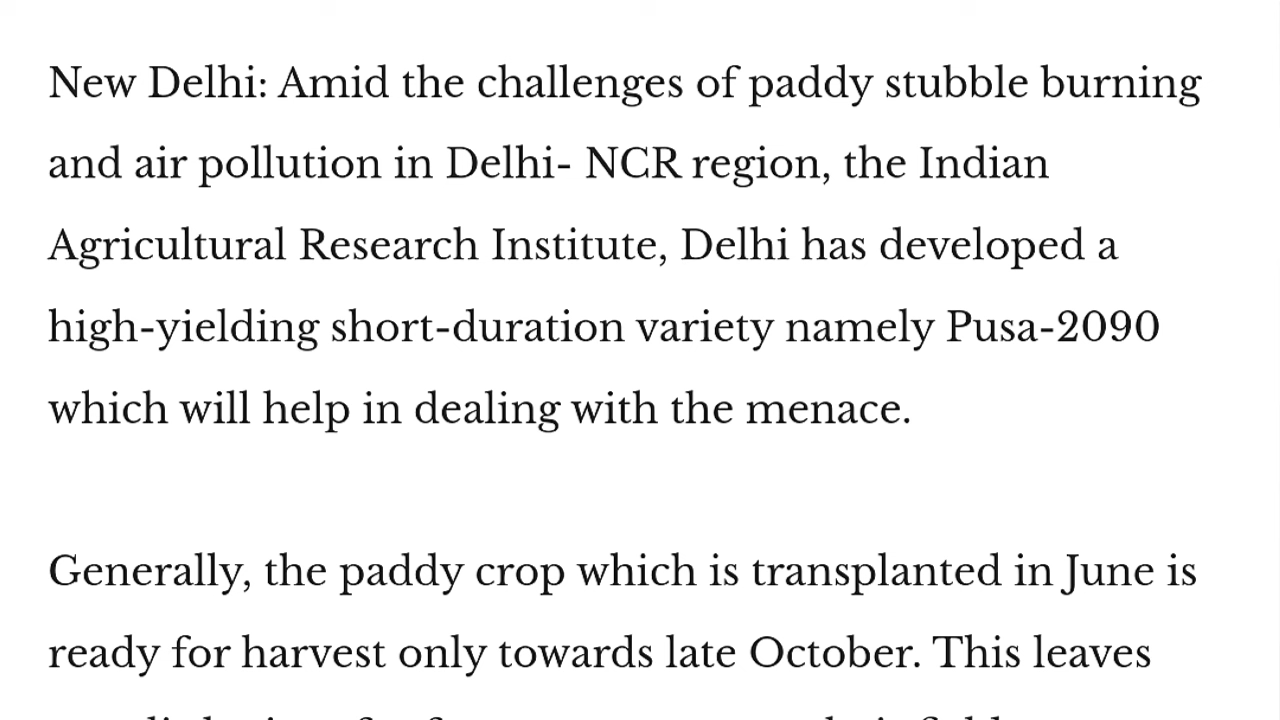 New Delhi: Amid the challenges of paddy stubble burning
and air pollution in Delhi- NCR region, the Indian
Agricultural Research Institute, Delhi has developed a
high-yielding short-duration variety namely Pusa-2090
which will help in dealing with the menace.
Generally, the paddy crop which is transplanted in June is
ready for harvest only towards late October. This leaves